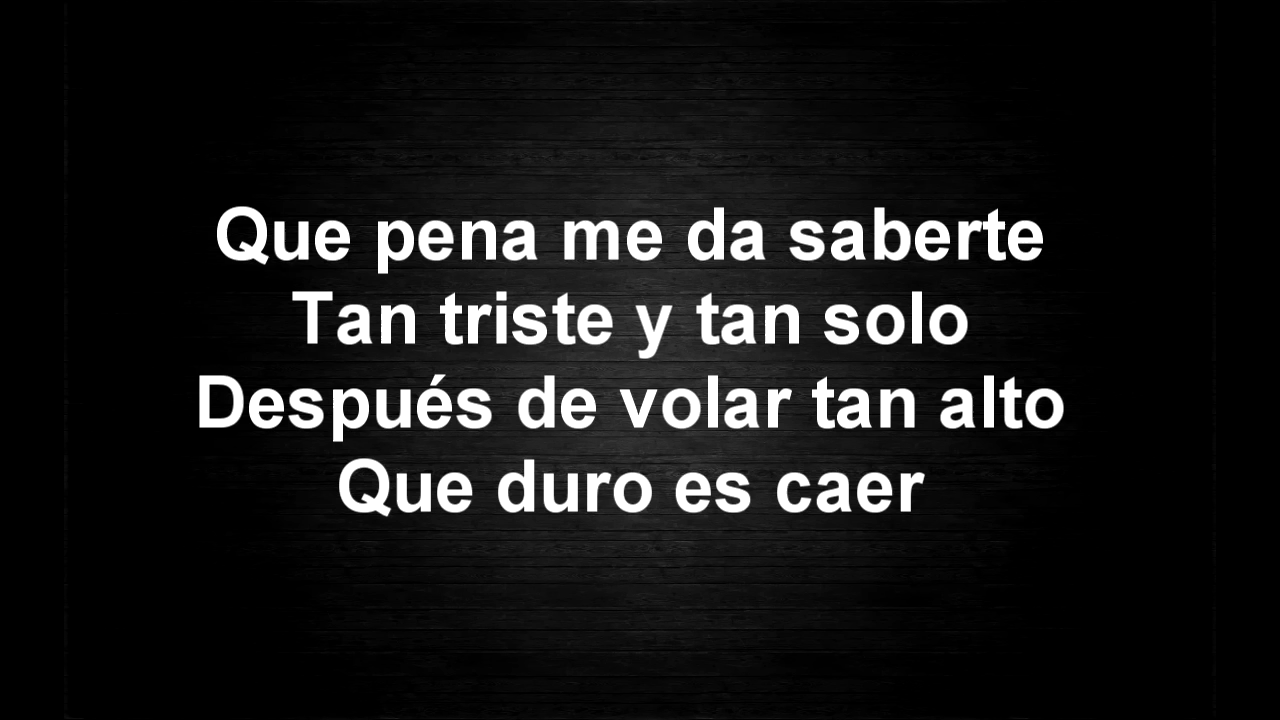 Que pena me da saberte
Tan triste y tan solo
Después de volar tan alto
Que duro es caer